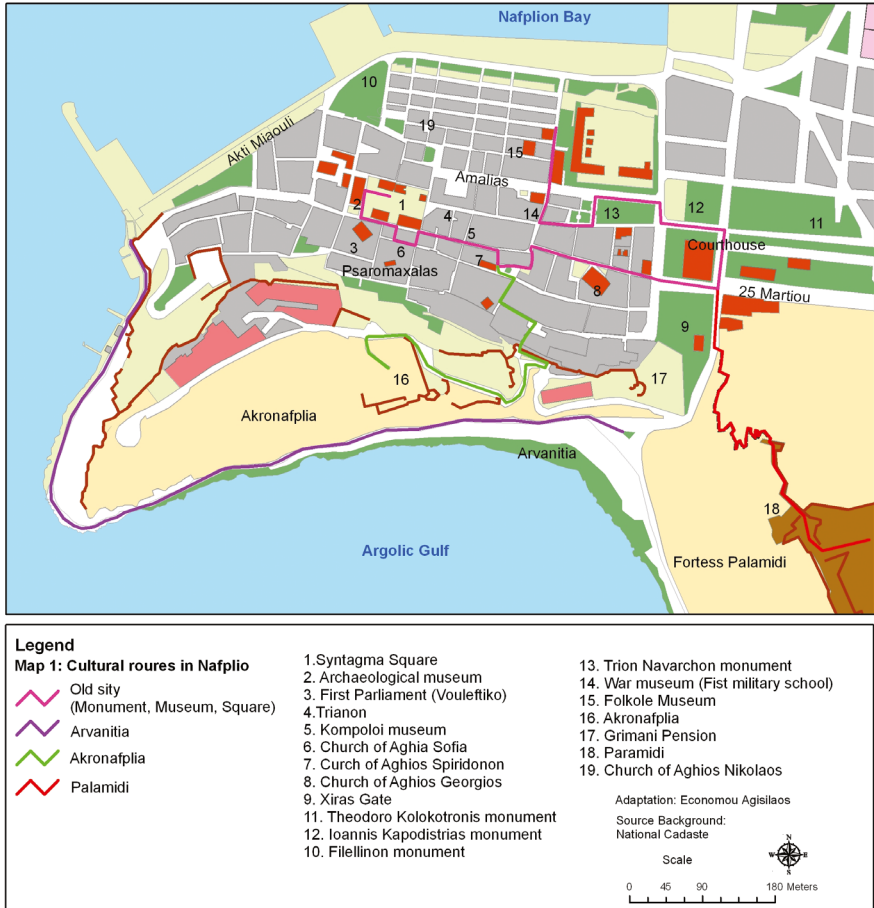 Nafplion Bay
10
Akti Miaouli
19
15
Amalias
2
1
4
14
13
12
11
5
3
6
7
Courthouse
Psaromaxalas
8
25 Martiou
9
16
17
Akronafplia
Arvanitia
18
Argolic Gulf
Fortess Palamidi
Legend
Map 1: Cultural roures in Nafplio
Old sity
(Monument, Museum, Square)
Arvanitia
Akronafplia
Palamidi
1.Syntagma Square
2. Archaeological museum
3. First Parliament (Vouleftiko)
4.Trianon
5. Kompoloi museum
6. Church of Aghia Sofia
7. Curch of Aghios Spiridonon
8. Church of Aghios Georgios
9. Xiras Gate
11. Theodoro Kolokotronis monument
12. Ioannis Kapodistrias monument
10. Filellinon monument
13. Trion Navarchon monument
14. War museum (Fist military school)
15. Folkole Museum
16. Akronafplia
17. Grimani Pension
18. Paramidi
19. Church of Aghios Nikolaos
Adaptation: Economou Agisilaos
Source Background:
National Cadaste
Scale
N
W E
S
0 45 90 180 Meters